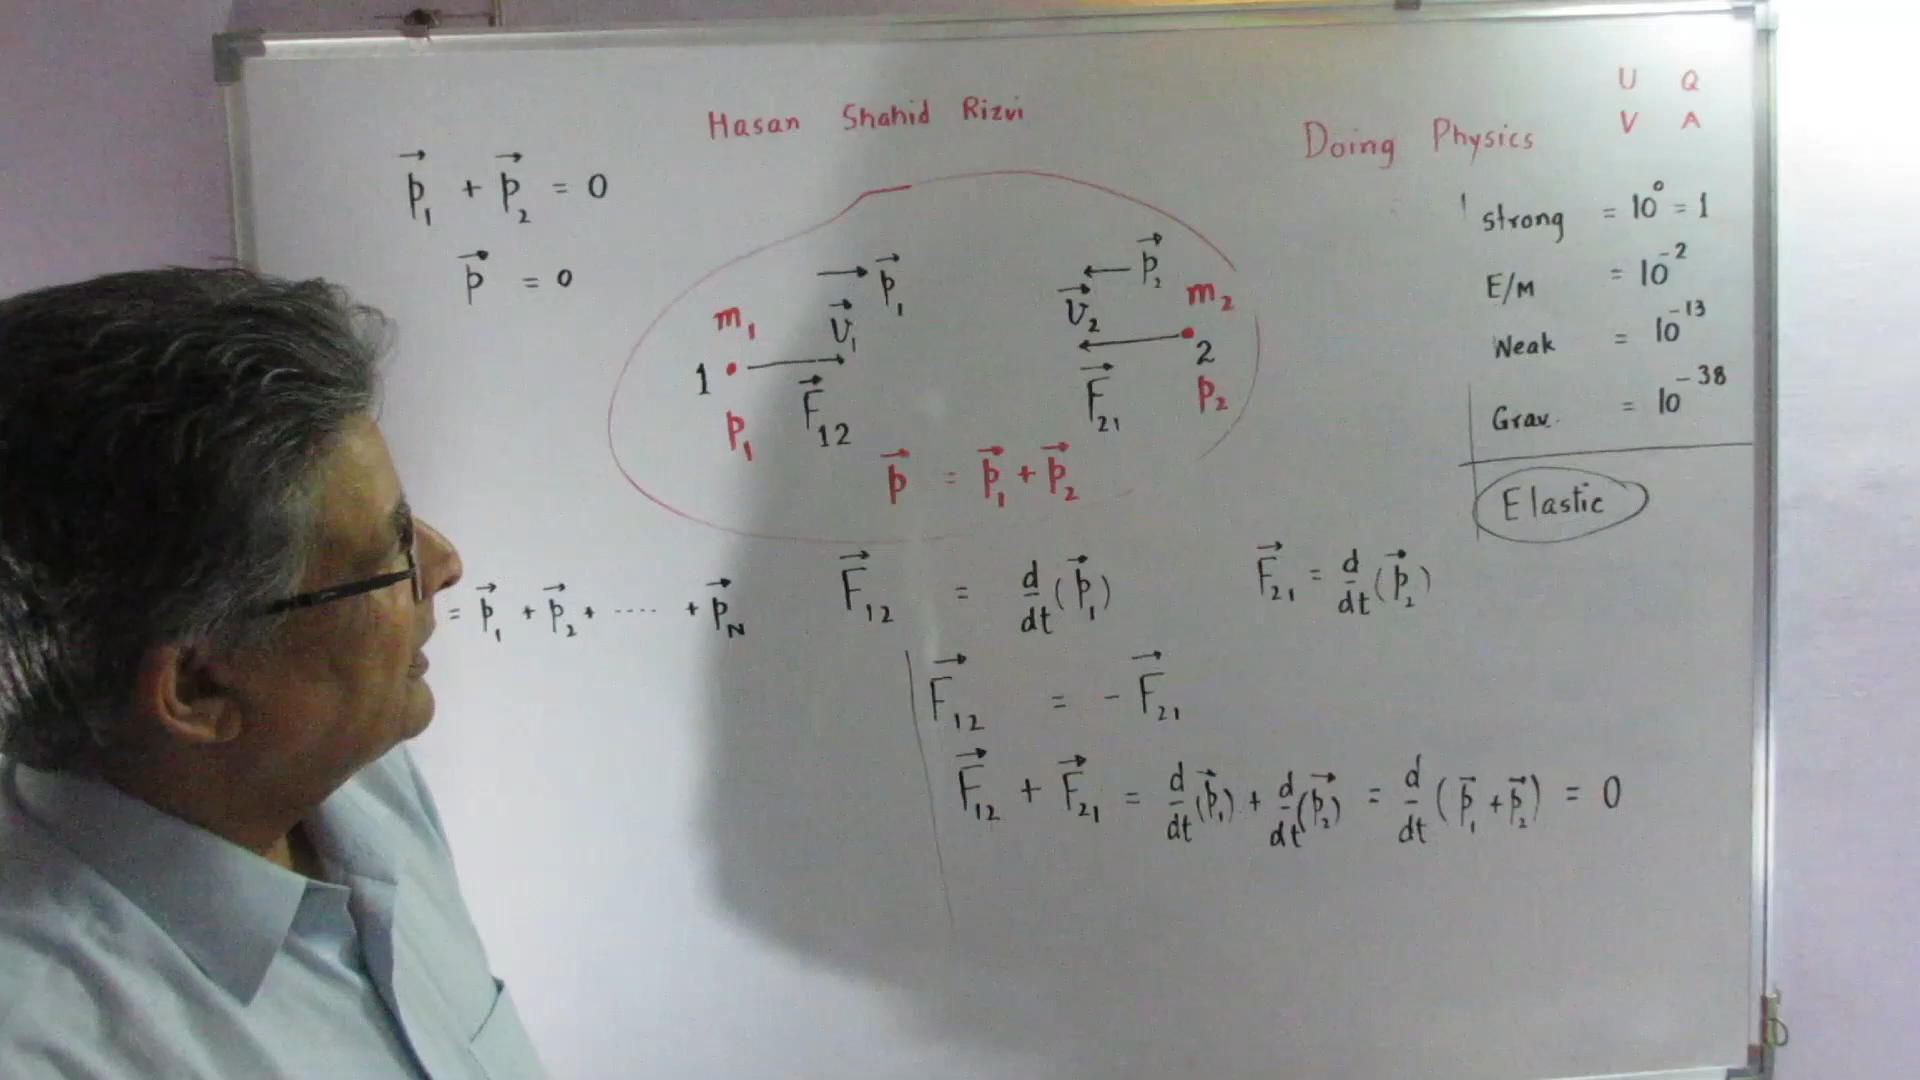 U Q
V A
Hasan Shahid Rizvi
Doing Physics
p⃗₁ + p⃗₂ = 0
p⃗ = 0
strong = 10⁰ = 1
E/M = 10⁻²
Weak = 10⁻¹³
Grav. = 10⁻³⁸
Elastic
p⃗₁
p⃗₂
m₁
v⃗₁
v⃗₂
m₂
1
2
F⃗₁₂
F⃗₂₁
p₁
p₂
p⃗ = p⃗₁ + p⃗₂
= p⃗₁ + p⃗₂ + ····· + p⃗N
F⃗₁₂ = d/dt (p⃗₁)
F⃗₂₁ = d/dt (p⃗₂)
F⃗₁₂ = - F⃗₂₁
F⃗₁₂ + F⃗₂₁ = d/dt (p⃗₁) + d/dt (p⃗₂) = d/dt (p⃗₁ + p⃗₂) = 0